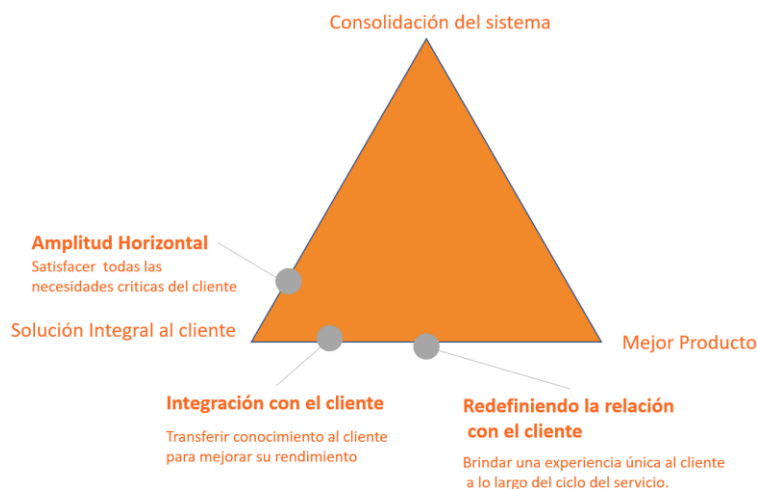 Consolidación del sistema
Amplitud Horizontal
Satisfacer todas las
necesidades criticas del cliente
Solución Integral al cliente
Mejor Producto
Integración con el cliente
Transferir conocimiento al cliente
para mejorar su rendimiento
Redefiniendo la relación
con el cliente
Brindar una experiencia única al cliente
a lo largo del ciclo del servicio.